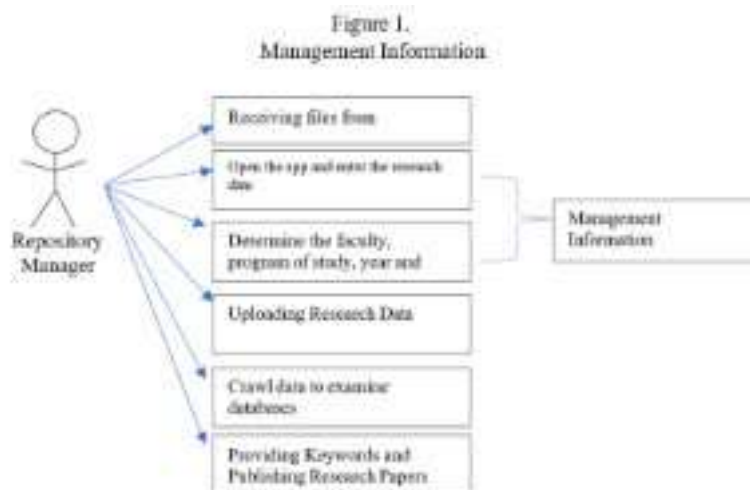 Figure 1.
Management Information
Receiving files from
Open the app and enter the research
data
Determine the faculty,
program of study, year and
Uploading Research Data
Crawl data to examine
databases
Providing Keywords and
Publishing Research Papers
Repository
Manager
Management
Information